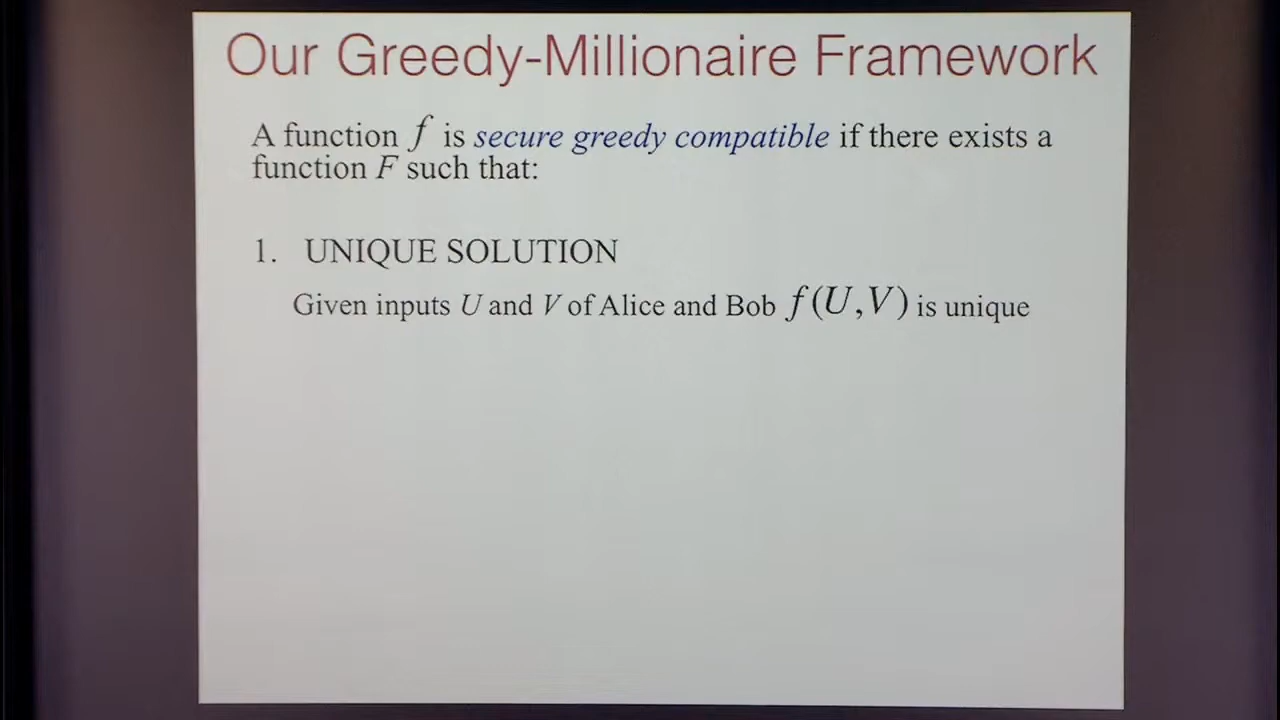 Our Greedy-Millionaire Framework
A function f is secure greedy compatible if there exists a
function F such that:
1. UNIQUE SOLUTION
Given inputs U and V of Alice and Bob f(U,V) is unique